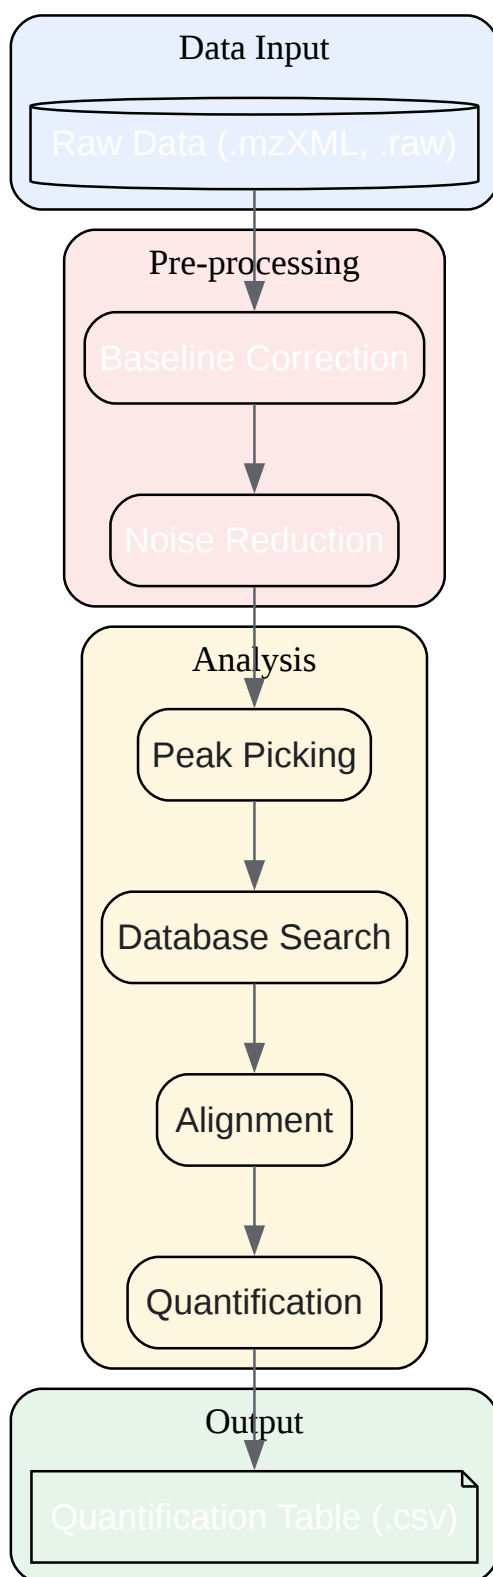 Data Input
Raw Data (.mzXML, .raw)
Pre-processing
Baseline Correction
Noise Reduction
Analysis
Peak Picking
Database Search
Alignment
Quantification
Output
Quantification Table (.csv)